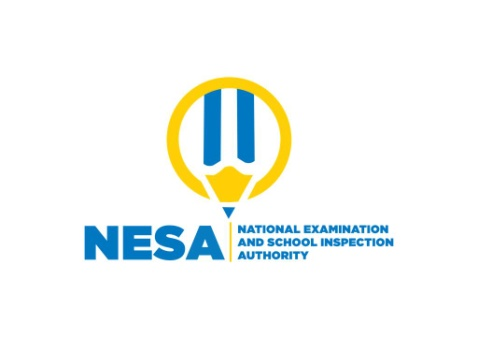 NESA
NATIONAL EXAMINATION
AND SCHOOL INSPECTION
AUTHORITY